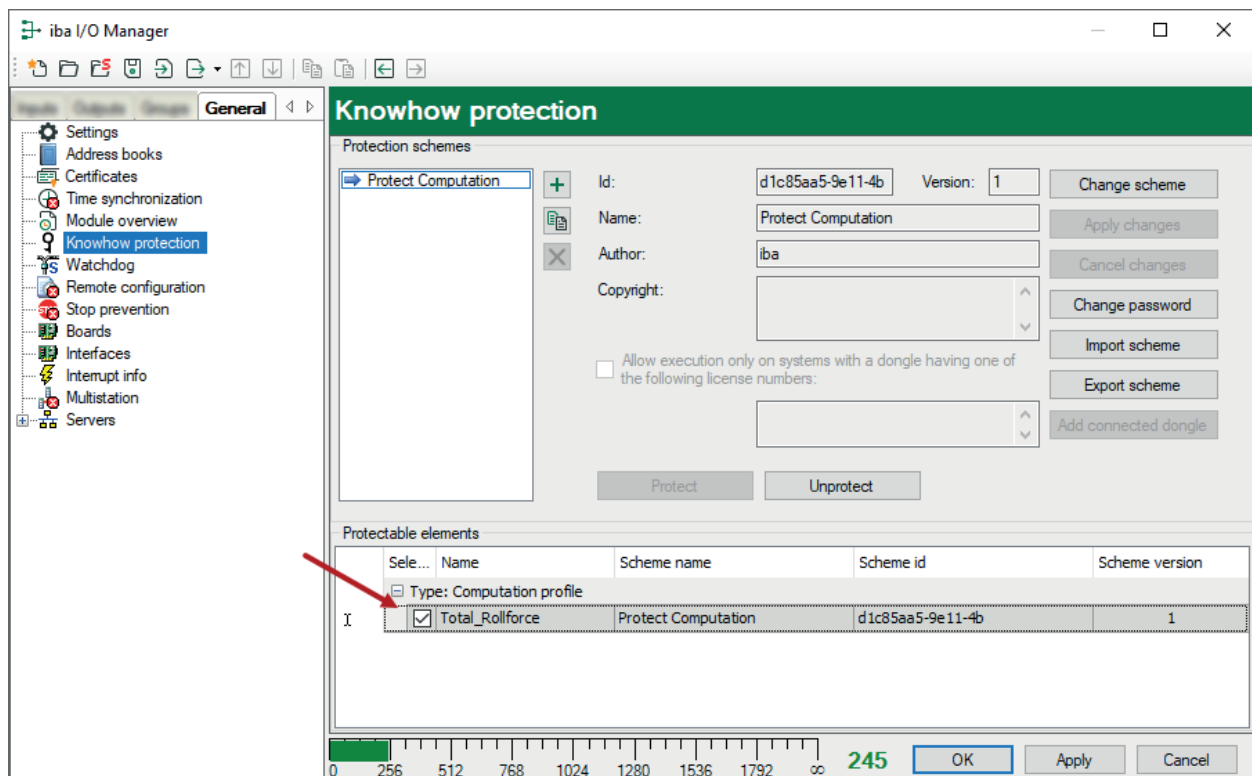 iba I/O Manager
Inputs Outputs Groups General
Knowhow protection
Settings
Address books
Certificates
Time synchronization
Module overview
Knowhow protection
Watchdog
Remote configuration
Stop prevention
Boards
Interfaces
Interrupt info
Multistation
Servers
Protection schemes
Protect Computation
Id: d1c85aa5-9e11-4b Version: 1 Change scheme
Name: Protect Computation Apply changes
Author: iba Cancel changes
Copyright: Change password
Import scheme
Allow execution only on systems with a dongle having one of
the following license numbers:
Export scheme
Add connected dongle
Protect Unprotect
Protectable elements
Sele... Name Scheme name Scheme id Scheme version
Type: Computation profile
Total_Rollforce Protect Computation d1c85aa5-9e11-4b 1
0 256 512 768 1024 1280 1536 1792 ∞ 245 OK Apply Cancel